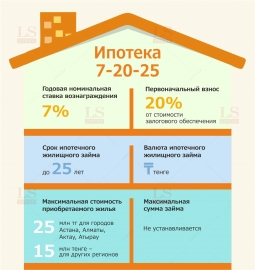 Ипотека
7-20-25
Годовая номинальная
ставка вознаграждения
7%
Первоначальный взнос
20%
от стоимости
залогового обеспечения
Срок ипотечного
жилищного займа
до 25 лет
Валюта ипотечного
жилищного займа
₸ тенге
Максимальная стоимость
приобретаемого жилья
25 млн тг для городов
Астана, Алматы,
Актау, Атырау
15 млн тенге –
для других регионов
Максимальная
сумма займа
Не устанавливается
LS